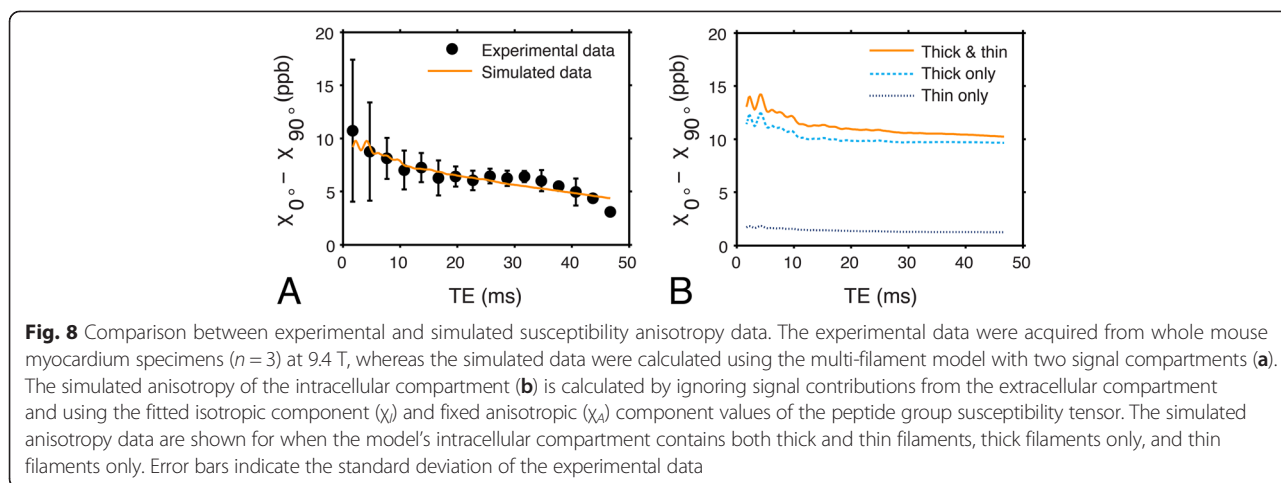 20
15
10
5
0
χ0° – χ90° (ppb)
Experimental data
Simulated data
0 10 20 30 40 50
TE (ms)
A
20
15
10
5
0
χ0° – χ90° (ppb)
Thick & thin
Thick only
Thin only
0 10 20 30 40 50
TE (ms)
B
Fig. 8 Comparison between experimental and simulated susceptibility anisotropy data. The experimental data were acquired from whole mouse
myocardium specimens (n = 3) at 9.4 T, whereas the simulated data were calculated using the multi-filament model with two signal compartments (a).
The simulated anisotropy of the intracellular compartment (b) is calculated by ignoring signal contributions from the extracellular compartment
and using the fitted isotropic component (χI) and fixed anisotropic (χA) component values of the peptide group susceptibility tensor. The simulated
anisotropy data are shown for when the model's intracellular compartment contains both thick and thin filaments, thick filaments only, and thin
filaments only. Error bars indicate the standard deviation of the experimental data